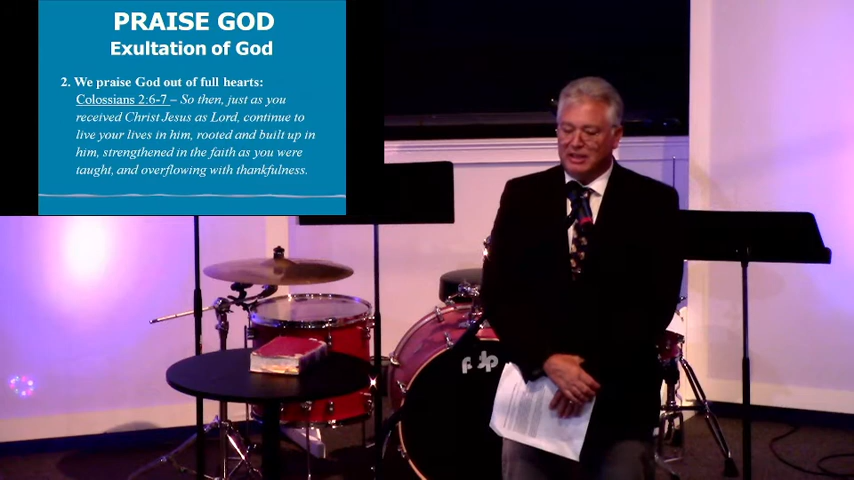 PRAISE GOD
Exultation of God
2. We praise God out of full hearts:
Colossians 2:6-7 – So then, just as you
received Christ Jesus as Lord, continue to
live your lives in him, rooted and built up in
him, strengthened in the faith as you were
taught, and overflowing with thankfulness.
pdp